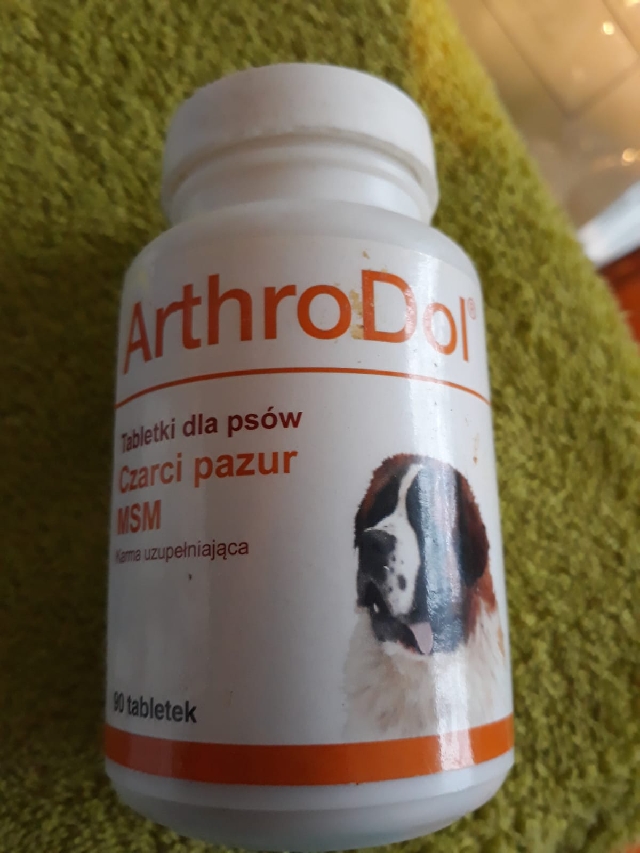 ArthroDol®
Tabletki dla psów
Czarci pazur
MSM
Karma uzupełniająca
90 tabletek